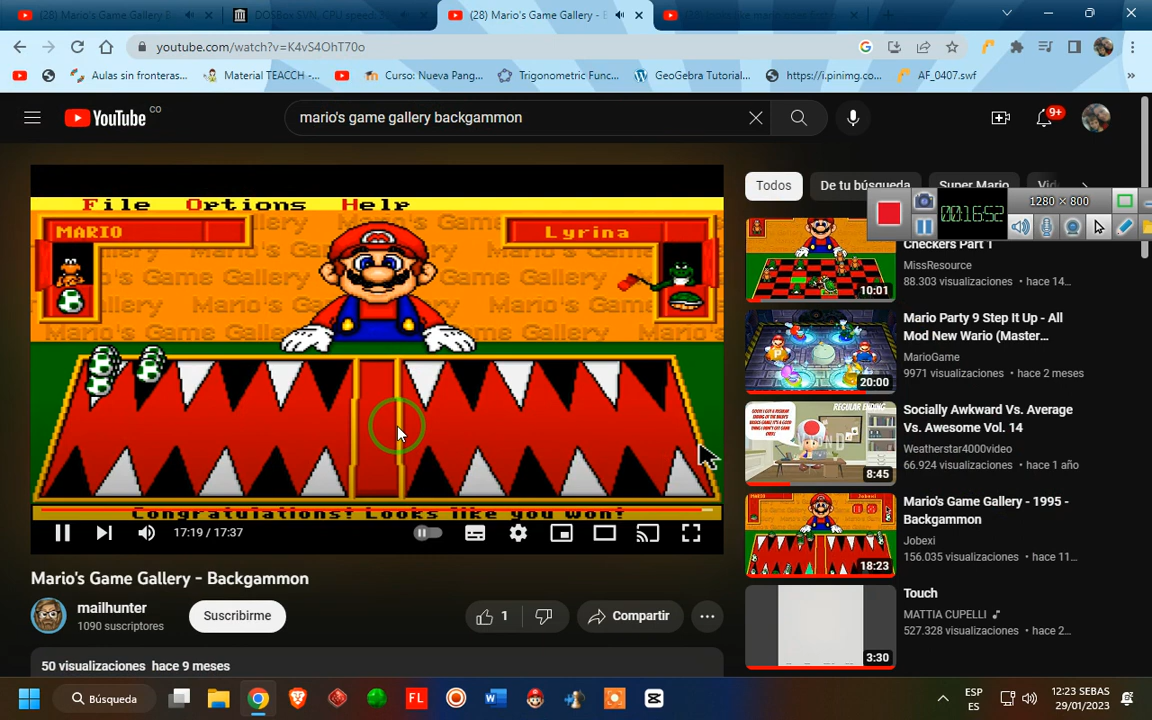 (28) Mario's Game Gallery B
DOSBox SVN, CPU speed: 3
(28) Mario's Game Gallery - B
youtube.com/watch?v=K4vS4OhT70o
Aulas sin fronteras...
Material TEACCH -...
Curso: Nueva Pang...
Trigonometric Func...
GeoGebra Tutorial...
https://i.pinimg.co...
AF_0407.swf
»
YouTube CO
mario's game gallery backgammon
9+
Todos
De tu búsqueda
Super Mario
1280 × 800
00:16:52
File Options Help
MARIO
Lyrina
Mario's Game Gallery
Congratulations! Looks like you won!
17:19 / 17:37
Mario's Game Gallery - Backgammon
mailhunter
1090 suscriptores
Suscribirme
1
Compartir
50 visualizaciones hace 9 meses
Checkers Part 1
MissResource
88.303 visualizaciones • hace 14...
10:01
Mario Party 9 Step It Up - All
Mod New Wario (Master...
MarioGame
9971 visualizaciones • hace 2 meses
20:00
REGULAR ENDING
Socially Awkward Vs. Average
Vs. Awesome Vol. 14
Weatherstar4000video
66.924 visualizaciones • hace 1 año
8:45
Mario's Game Gallery - 1995 -
Backgammon
Jobexi
156.035 visualizaciones • hace 11...
18:23
Touch
MATTIA CUPELLI
527.328 visualizaciones • hace 2...
3:30
Búsqueda
FL
ESP
ES
12:23 SEBAS
29/01/2023